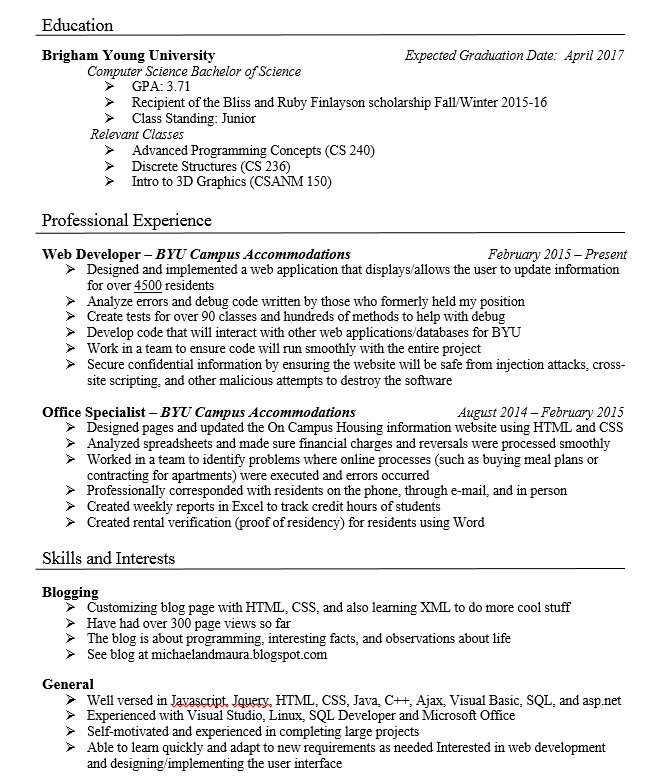 Education
Brigham Young University Expected Graduation Date: April 2017
Computer Science Bachelor of Science
➢ GPA: 3.71
➢ Recipient of the Bliss and Ruby Finlayson scholarship Fall/Winter 2015-16
➢ Class Standing: Junior
Relevant Classes
➢ Advanced Programming Concepts (CS 240)
➢ Discrete Structures (CS 236)
➢ Intro to 3D Graphics (CSANM 150)
Professional Experience
Web Developer – BYU Campus Accommodations February 2015 – Present
➢ Designed and implemented a web application that displays/allows the user to update information
for over 4500 residents
➢ Analyze errors and debug code written by those who formerly held my position
➢ Create tests for over 90 classes and hundreds of methods to help with debug
➢ Develop code that will interact with other web applications/databases for BYU
➢ Work in a team to ensure code will run smoothly with the entire project
➢ Secure confidential information by ensuring the website will be safe from injection attacks, cross-
site scripting, and other malicious attempts to destroy the software
Office Specialist – BYU Campus Accommodations August 2014 – February 2015
➢ Designed pages and updated the On Campus Housing information website using HTML and CSS
➢ Analyzed spreadsheets and made sure financial charges and reversals were processed smoothly
➢ Worked in a team to identify problems where online processes (such as buying meal plans or
contracting for apartments) were executed and errors occurred
➢ Professionally corresponded with residents on the phone, through e-mail, and in person
➢ Created weekly reports in Excel to track credit hours of students
➢ Created rental verification (proof of residency) for residents using Word
Skills and Interests
Blogging
➢ Customizing blog page with HTML, CSS, and also learning XML to do more cool stuff
➢ Have had over 300 page views so far
➢ The blog is about programming, interesting facts, and observations about life
➢ See blog at michaelandmaura.blogspot.com
General
➢ Well versed in Javascript, Jquery, HTML, CSS, Java, C++, Ajax, Visual Basic, SQL, and asp.net
➢ Experienced with Visual Studio, Linux, SQL Developer and Microsoft Office
➢ Self-motivated and experienced in completing large projects
➢ Able to learn quickly and adapt to new requirements as needed Interested in web development
and designing/implementing the user interface